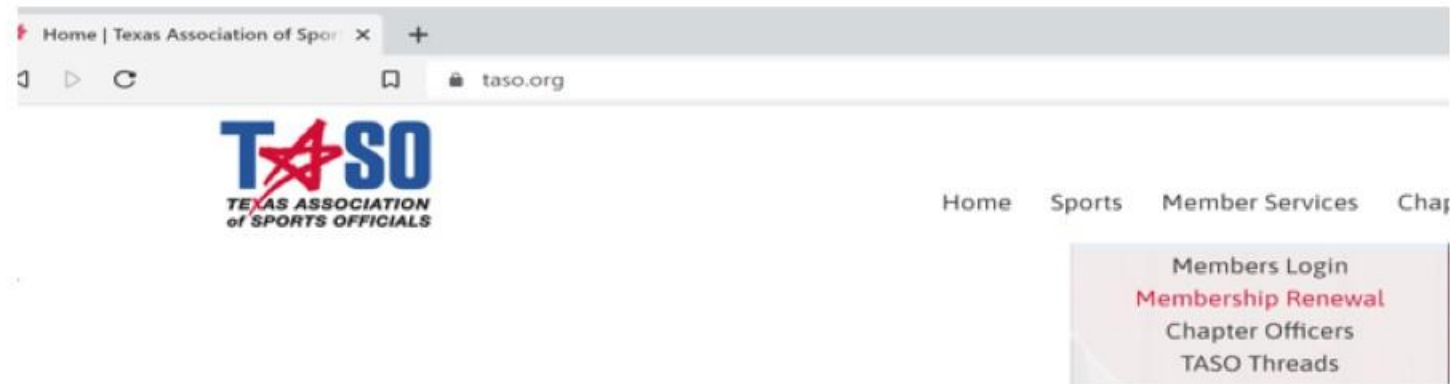 Home | Texas Association of Spor
taso.org
TASO
TEXAS ASSOCIATION
of SPORTS OFFICIALS
Home Sports Member Services Chap
Members Login
Membership Renewal
Chapter Officers
TASO Threads